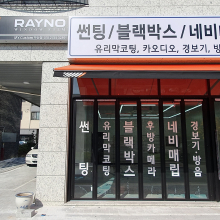 RAYNO
썬팅/블랙박스/네비
유리막코팅, 카오디오, 경보기, 방
썬팅
유리막코팅
블랙박스
후방카메라
네비매립
경보기 방음